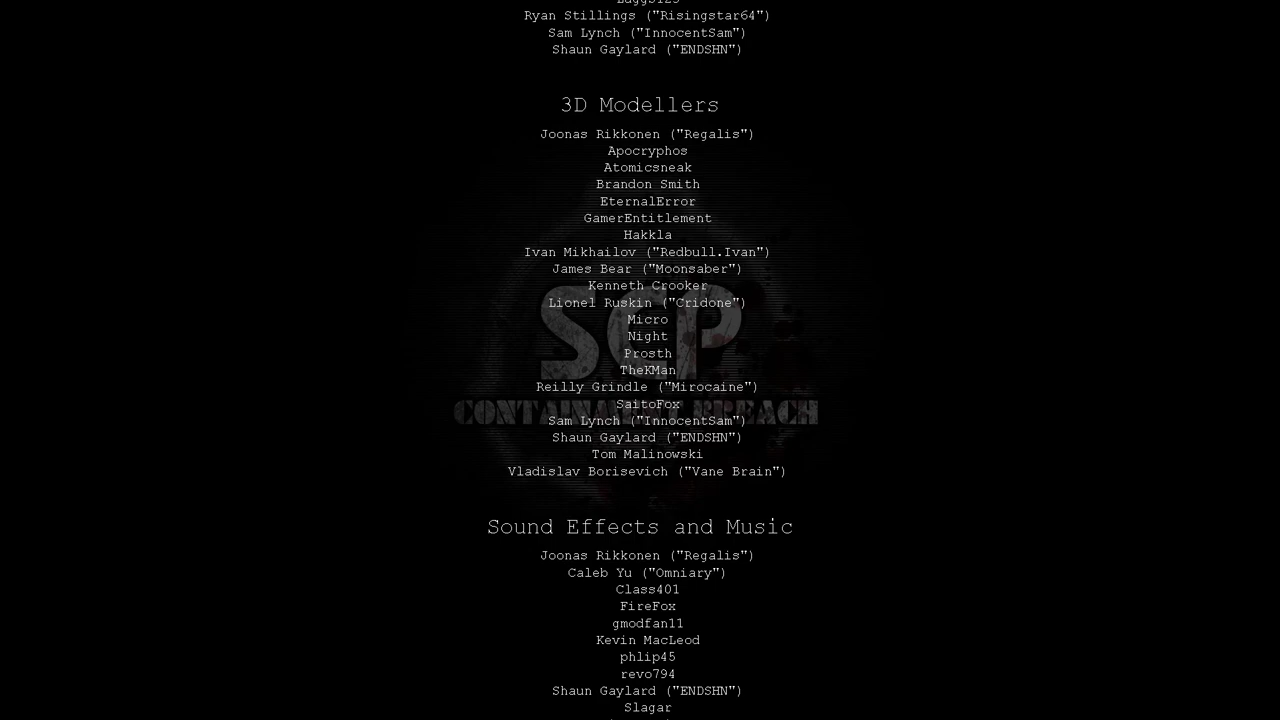 Ryan Stillings ("Risingstar64")
Sam Lynch ("InnocentSam")
Shaun Gaylard ("ENDSHN")
3D Modellers
Joonas Rikkonen ("Regalis")
Apocryphos
Atomicsneak
Brandon Smith
EternalError
GamerEntitlement
Hakkla
Ivan Mikhailov ("Redbull.Ivan")
James Bear ("Moonsaber")
Kenneth Crooker
Lionel Ruskin ("Cridone")
Micro
Night
Prosth
TheKMan
Reilly Grindle ("Mirocaine")
SaitoFox
Sam Lynch ("InnocentSam")
Shaun Gaylard ("ENDSHN")
Tom Malinowski
Vladislav Borisevich ("Vane Brain")
SCP
CONTAINMENT BREACH
Sound Effects and Music
Joonas Rikkonen ("Regalis")
Caleb Yu ("Omniary")
Class401
FireFox
gmodfan11
Kevin MacLeod
phlip45
revo794
Shaun Gaylard ("ENDSHN")
Slagar